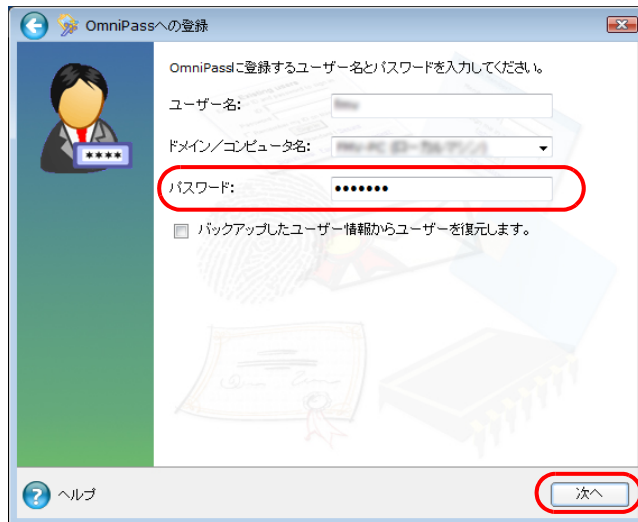 OmniPassへの登録
OmniPassに登録するユーザー名とパスワードを入力してください。
ユーザー名:
ドメイン／コンピュータ名:
パスワード: •••••••
****
バックアップしたユーザー情報からユーザーを復元します。
ヘルプ
次へ